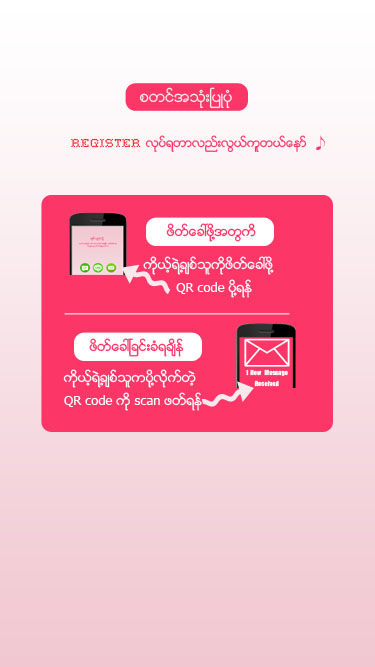 စတင်အသုံးပြုပုံ
REGISTER လုပ်ရတာလည်းလွယ်ကူတယ်နော် ♪
ဖိတ်ခေါ်ဖို့အတွက်
ကိုယ့်ရဲ့ချစ်သူကိုဖိတ်ခေါ်ဖို့
QR code ပို့ရန်
ဖိတ်ခေါ်ခြင်းခံရချိန်
ကိုယ့်ရဲ့ချစ်သူကပို့လိုက်တဲ့
QR code ကို scan ဖတ်ရန်
1 New Message
Received